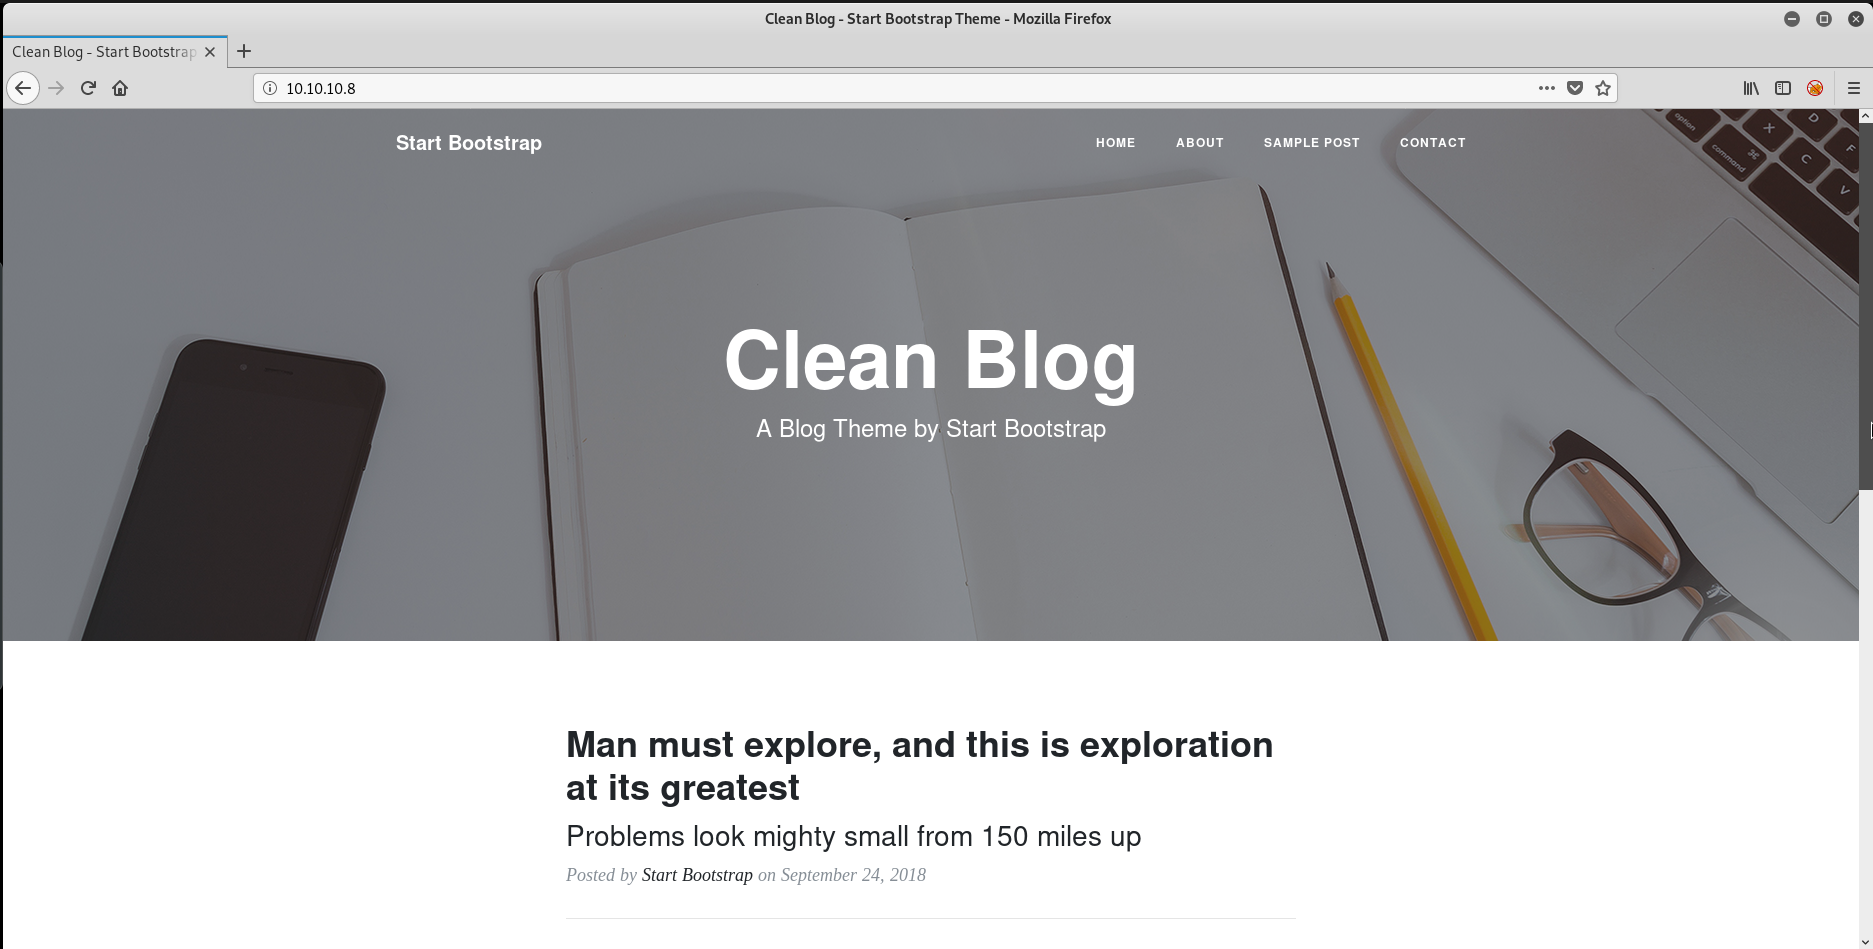 Clean Blog - Start Bootstrap Theme - Mozilla Firefox
Clean Blog - Start Bootstrap
10.10.10.8
Start Bootstrap
HOME ABOUT SAMPLE POST CONTACT
option
command
X
C
V
D
F
Clean Blog
A Blog Theme by Start Bootstrap
Man must explore, and this is exploration
at its greatest
Problems look mighty small from 150 miles up
Posted by Start Bootstrap on September 24, 2018